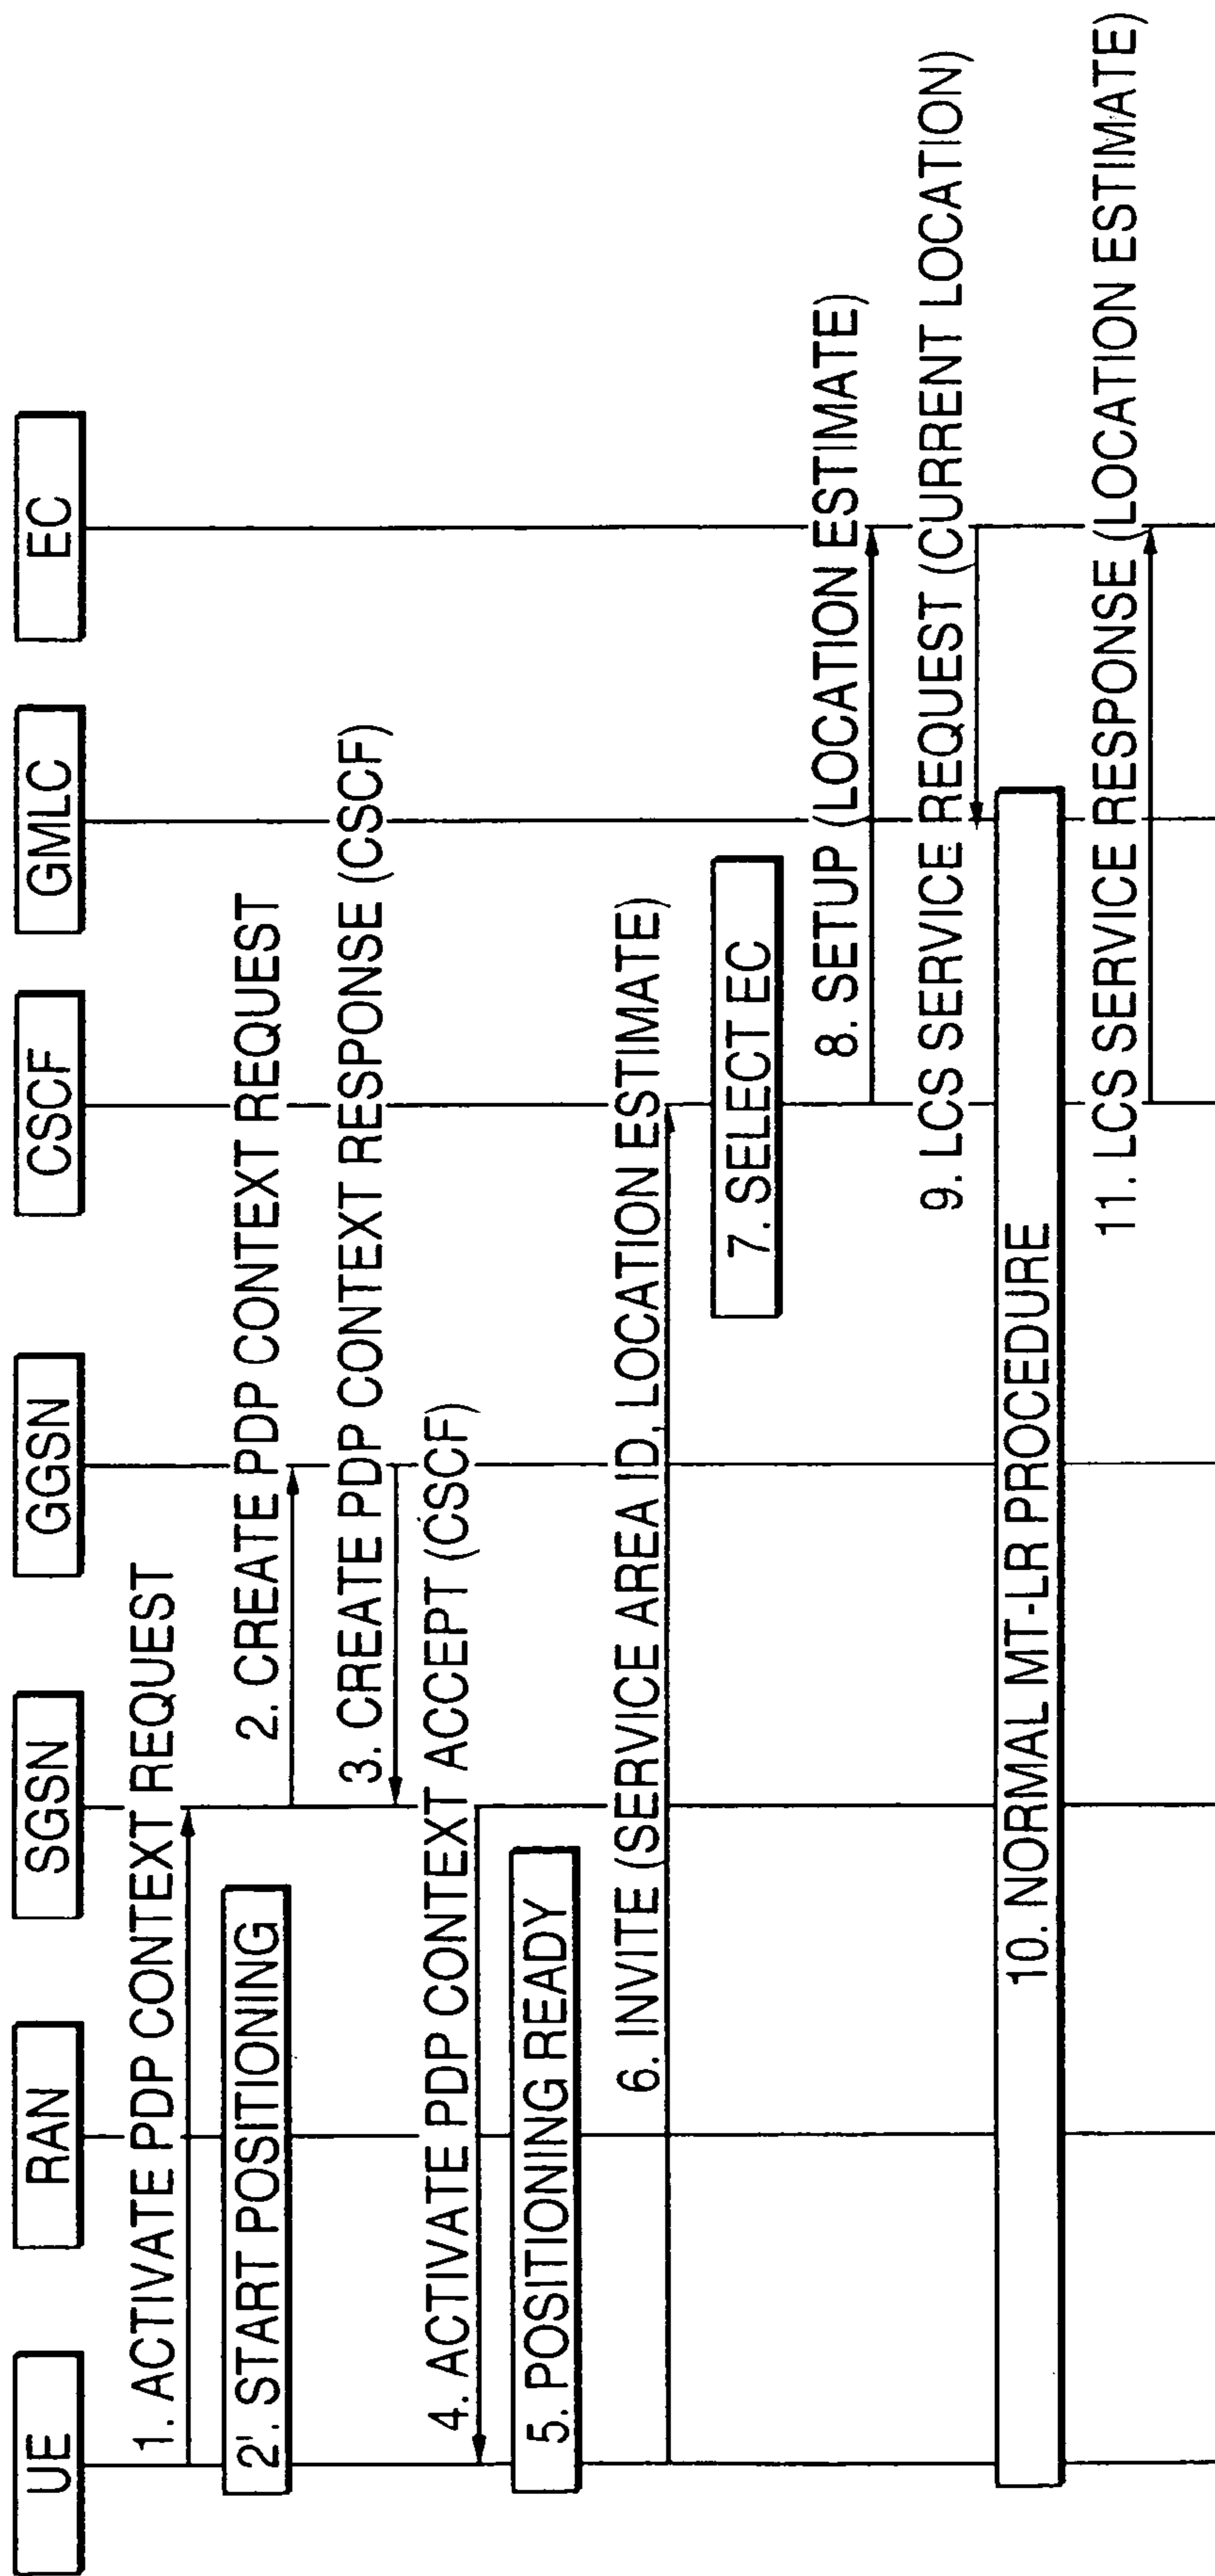 UE
RAN
SGSN
GGSN
CSCF
GMLC
EC
1. ACTIVATE PDP CONTEXT REQUEST
2'. START POSITIONING
2. CREATE PDP CONTEXT REQUEST
3. CREATE PDP CONTEXT RESPONSE (CSCF)
4. ACTIVATE PDP CONTEXT ACCEPT (CSCF)
5. POSITIONING READY
6. INVITE (SERVICE AREA ID, LOCATION ESTIMATE)
7. SELECT EC
8. SETUP (LOCATION ESTIMATE)
9. LCS SERVICE REQUEST (CURRENT LOCATION)
10. NORMAL MT-LR PROCEDURE
11. LCS SERVICE RESPONSE (LOCATION ESTIMATE)